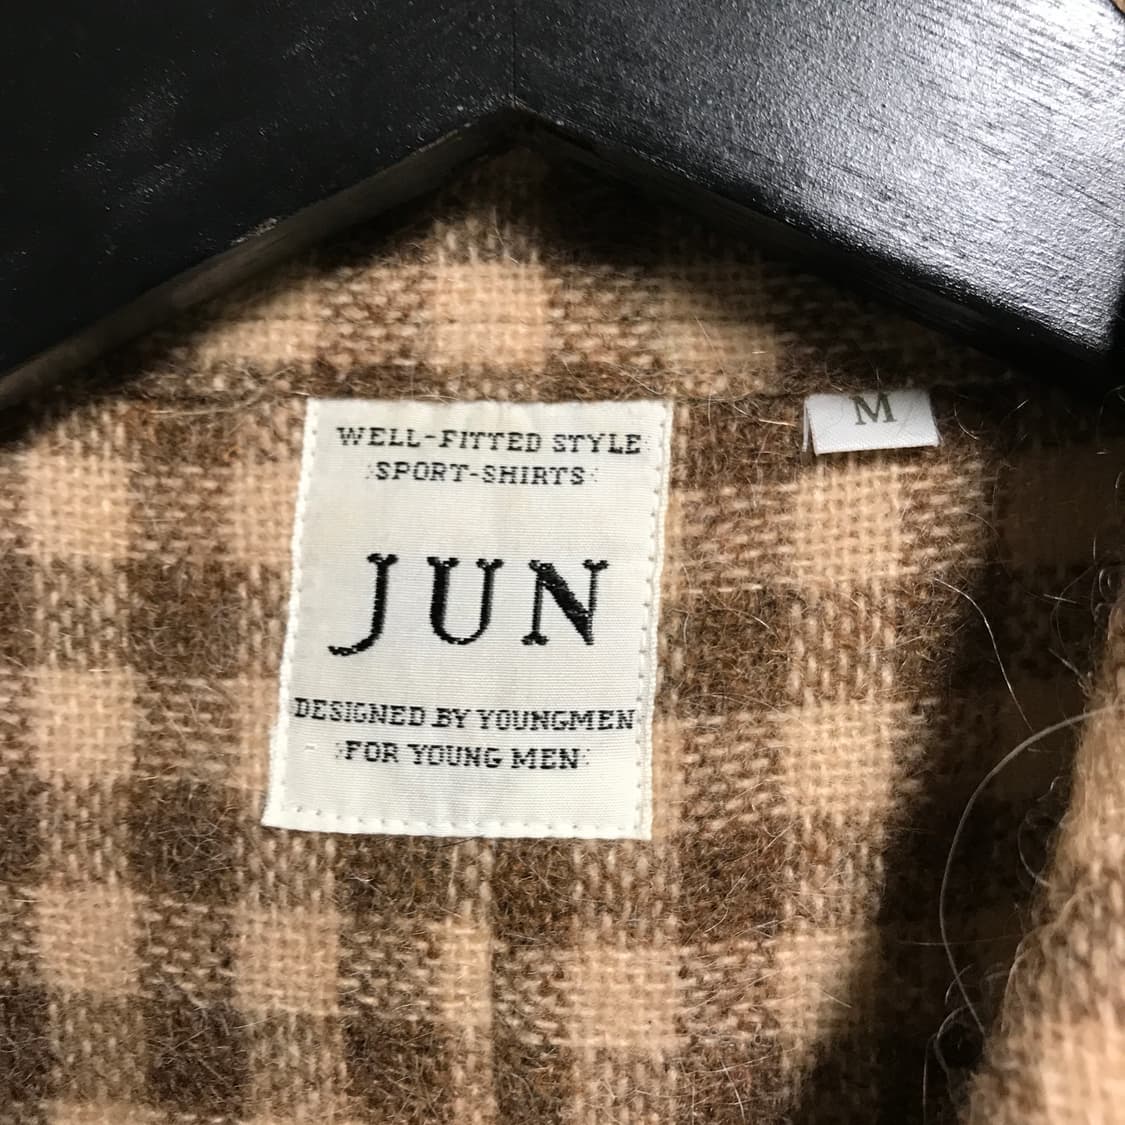 WELL-FITTED STYLE
SPORT-SHIRTS
JUN
DESIGNED BY YOUNGMEN
FOR YOUNG MEN
M